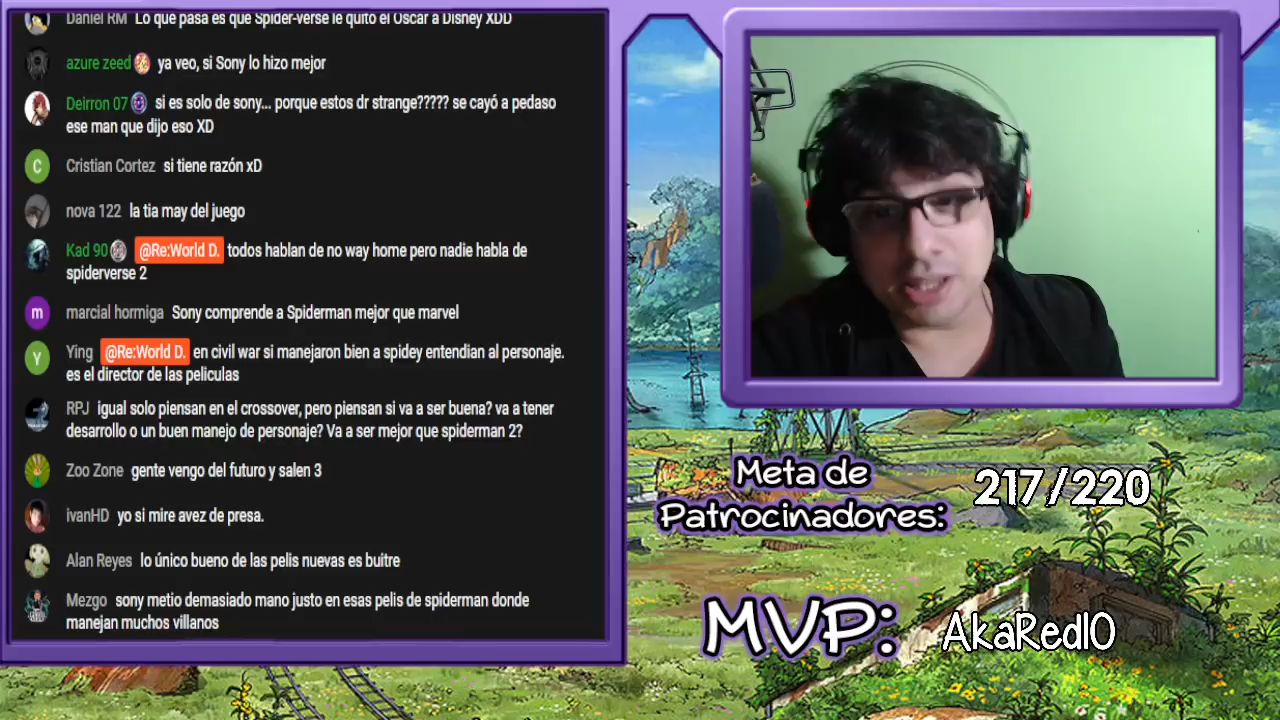 Daniel RM Lo que pasa es que Spider-verse le quito el Oscar a Disney XDD
azure zeed ya veo, si Sony lo hizo mejor
Deirron 07 si es solo de sony... porque estos dr strange????? se cayó a pedaso
ese man que dijo eso XD
C Cristian Cortez si tiene razón xD
nova 122 la tia may del juego
Kad 90 @Re:World D. todos hablan de no way home pero nadie habla de
spiderverse 2
m marcial hormiga Sony comprende a Spiderman mejor que marvel
Y Ying @Re:World D. en civil war si manejaron bien a spidey entendian al personaje.
es el director de las peliculas
RPJ igual solo piensan en el crossover, pero piensan si va a ser buena? va a tener
desarrollo o un buen manejo de personaje? Va a ser mejor que spiderman 2?
Zoo Zone gente vengo del futuro y salen 3
ivanHD yo si mire avez de presa.
Alan Reyes lo único bueno de las pelis nuevas es buitre
Mezgo sony metio demasiado mano justo en esas pelis de spiderman donde
manejan muchos villanos
Meta de
Patrocinadores: 217/220
MVP: AkaRed10